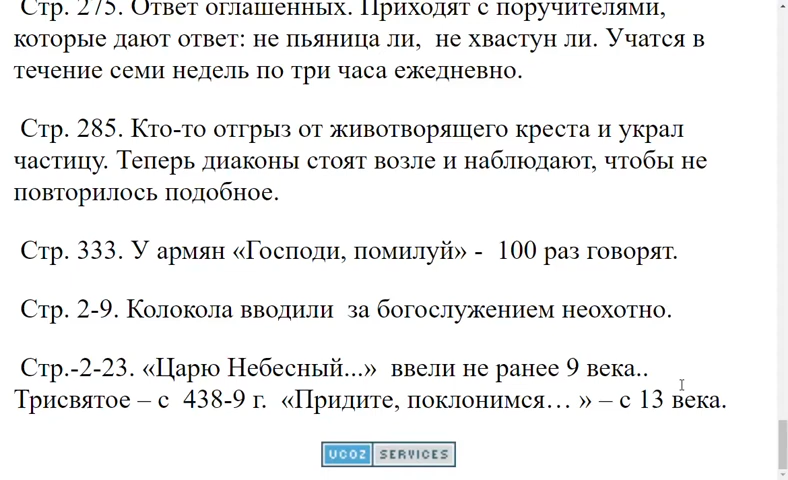 Стр. 275. Ответ оглашенных. Приходят с поручителями,
которые дают ответ: не пьяница ли,  не хвастун ли. Учатся в
течение семи недель по три часа ежедневно.
Стр. 285. Кто-то отгрыз от животворящего креста и украл
частицу. Теперь диаконы стоят возле и наблюдают, чтобы не
повторилось подобное.
Стр. 333. У армян «Господи, помилуй» -  100 раз говорят.
Стр. 2-9. Колокола вводили  за богослужением неохотно.
Стр.-2-23. «Царю Небесный...»  ввели не ранее 9 века..
Трисвятое – с  438-9 г.  «Придите, поклонимся… » – с 13 века.
UCOZ SERVICES